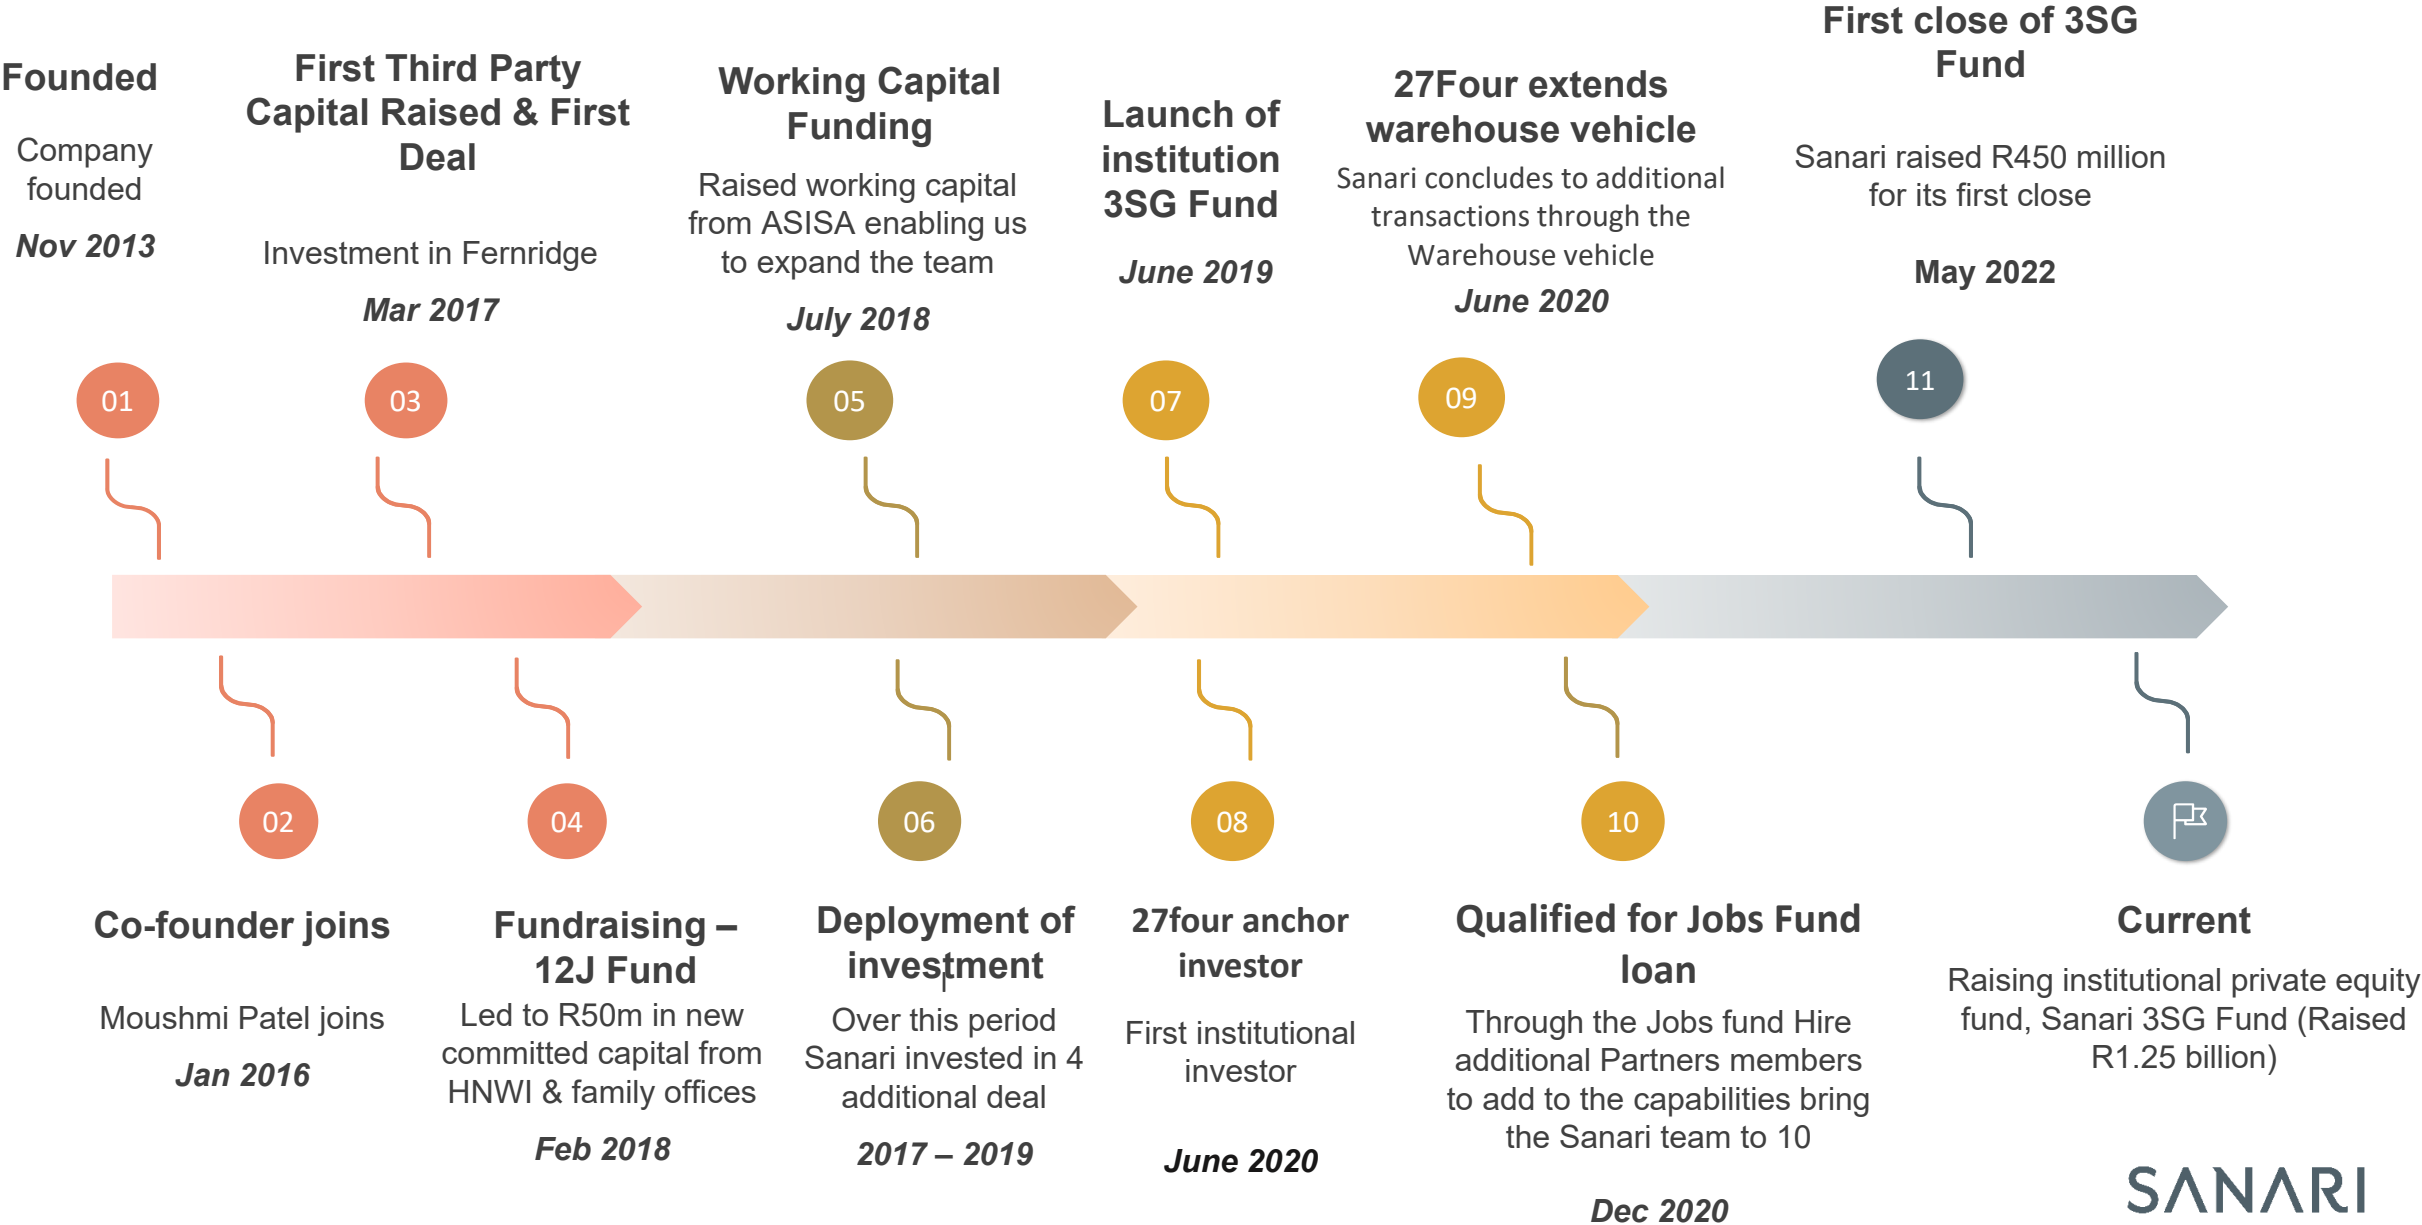 Founded
Company
founded
Nov 2013
01
First Third Party
Capital Raised & First
Deal
Investment in Fernridge
Mar 2017
03
Working Capital
Funding
Raised working capital
from ASISA enabling us
to expand the team
July 2018
05
Launch of
institution
3SG Fund
June 2019
07
27Four extends
warehouse vehicle
Sanari concludes to additional
transactions through the
Warehouse vehicle
June 2020
09
First close of 3SG
Fund
Sanari raised R450 million
for its first close
May 2022
11
02
Co-founder joins
Moushmi Patel joins
Jan 2016
04
Fundraising –
12J Fund
Led to R50m in new
committed capital from
HNWI & family offices
Feb 2018
06
Deployment of
investment
Over this period
Sanari invested in 4
additional deal
2017 – 2019
08
27four anchor
investor
First institutional
investor
June 2020
10
Qualified for Jobs Fund
loan
Through the Jobs fund Hire
additional Partners members
to add to the capabilities bring
the Sanari team to 10
Dec 2020
Current
Raising institutional private equity
fund, Sanari 3SG Fund (Raised
R1.25 billion)
SANARI